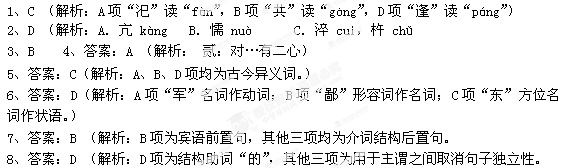 1、C （解析：A项“汜”读“fàn”，B项“共”读“gōng”，D项“逢”读“páng”）
2、D （解析：A. 亢 kàng　B. 懦 nuò　　C. 淬 cuì，杵 chǔ
3、B　　4、答案：A （解析： 贰：对…有二心）
5、答案：C（解析：A、B、D项均为古今异义词。）
6、答案：D（解析：A项“军”名词作动词；B项“鄙”形容词作名词；C项“东”方位名
词作状语。）
7、答案：B （解析：B项为宾语前置句，其他三项均为介词结构后置句。
8、答案：D （解析：D项为结构助词“的”，其他三项为用于主谓之间取消句子独立性。